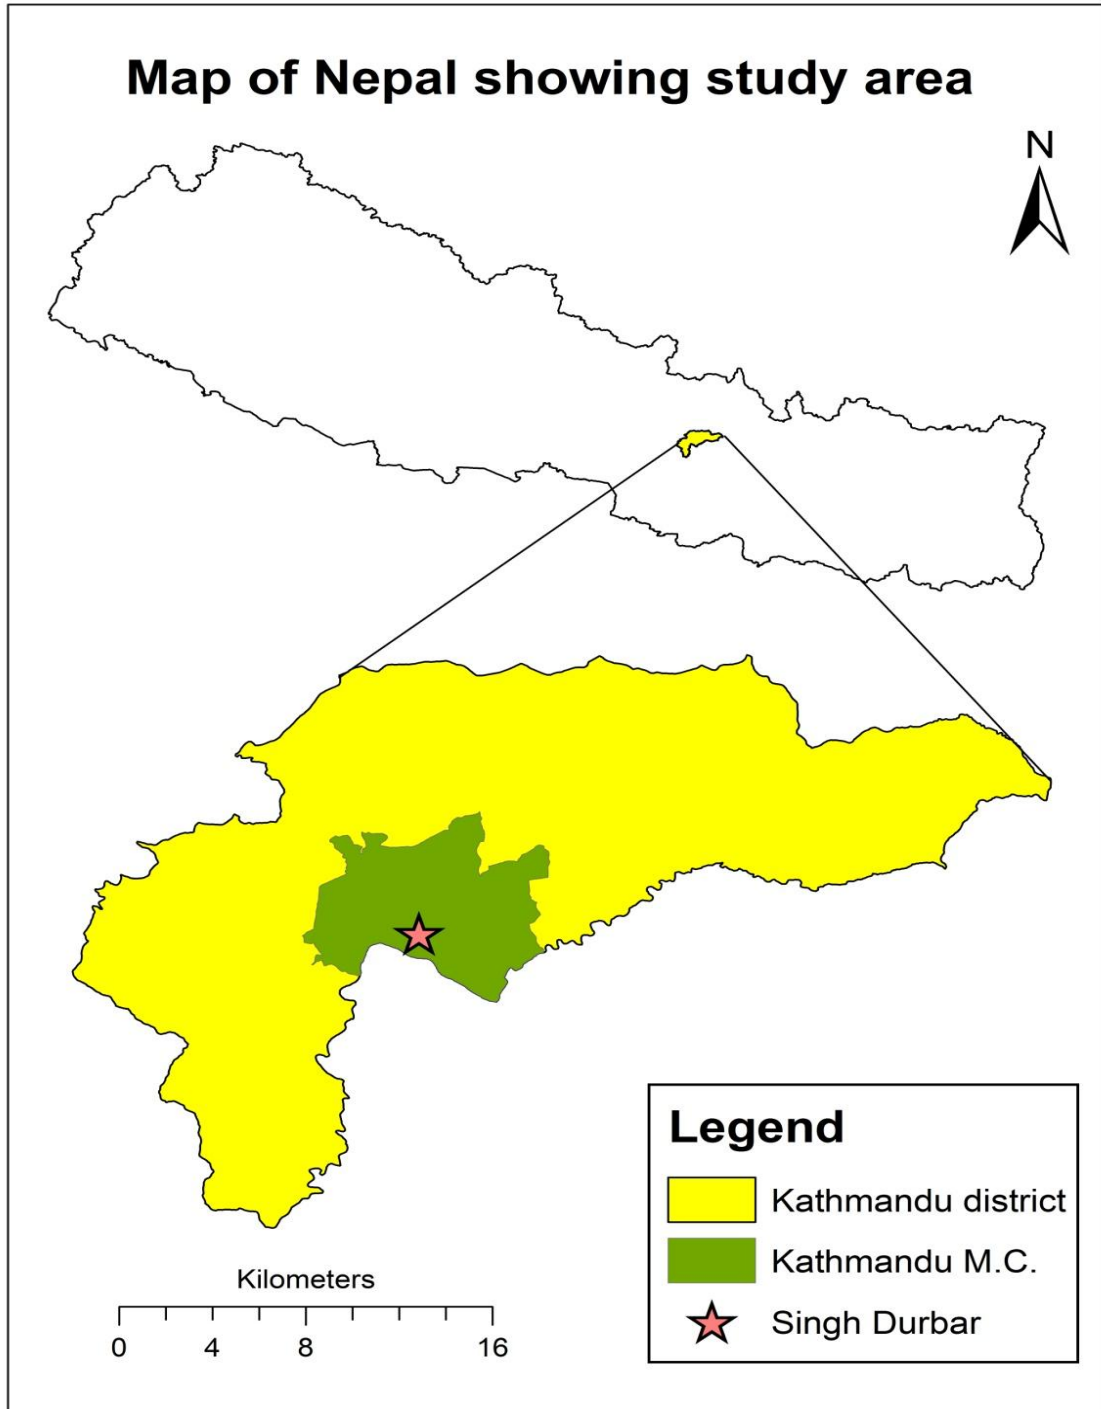 Map of Nepal showing study area
N
Legend
Kathmandu district
Kathmandu M.C.
Singh Durbar
Kilometers
0 4 8 16